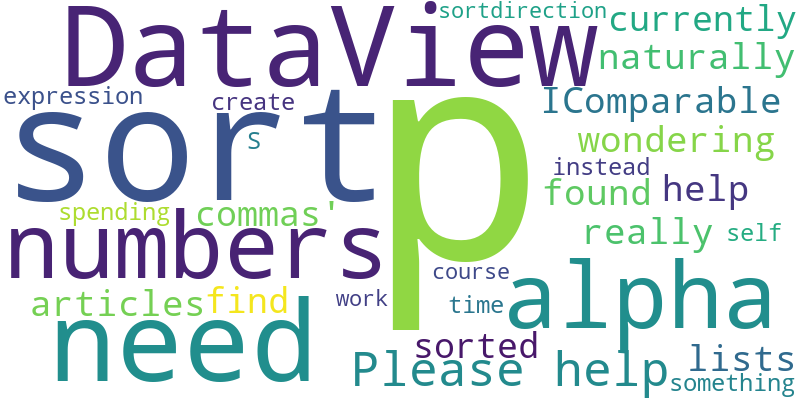 DataView
sortdirection
currently
naturally
expression
create
IComparable
sort
p
s
wondering
instead
spending
commas'
found
help
numbers
really
self
course
articles
find
work
time
alpha
need
sorted
Please help
lists
something